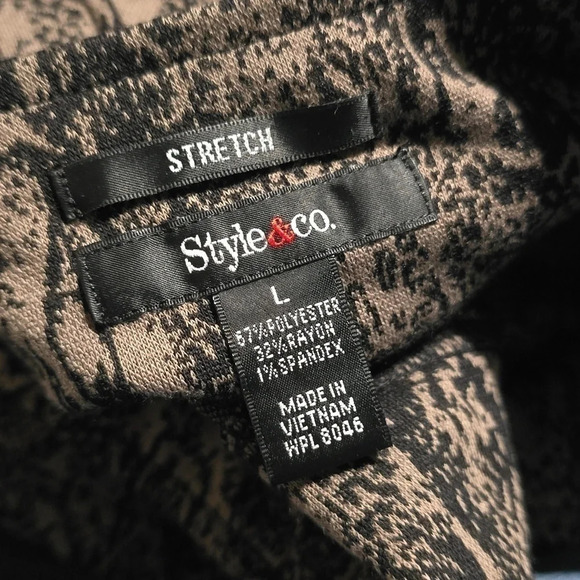 STRETCH
Style&co.
L
67% POLYESTER
32% RAYON
1% SPANDEX
MADE IN
VIETNAM
WPL 8046